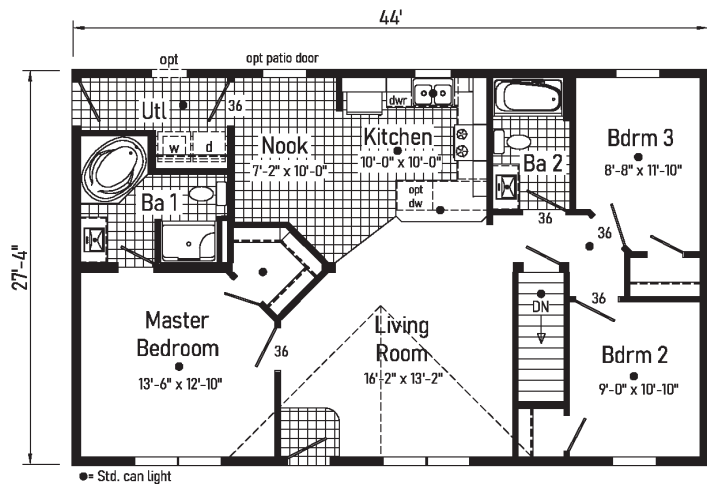 44'
opt
opt patio door
27'-4"
Utl
36
w
d
Nook
7'-2" x 10'-0"
Kitchen
10'-0" x 10'-0"
dwr
opt
dw
Ba 2
36
Bdrm 3
8'-8" x 11'-10"
36
Ba 1
DN
36
Master
Bedroom
13'-6" x 12'-10"
36
Living
Room
16'-2" x 13'-2"
Bdrm 2
9'-0" x 10'-10"
= Std. can light